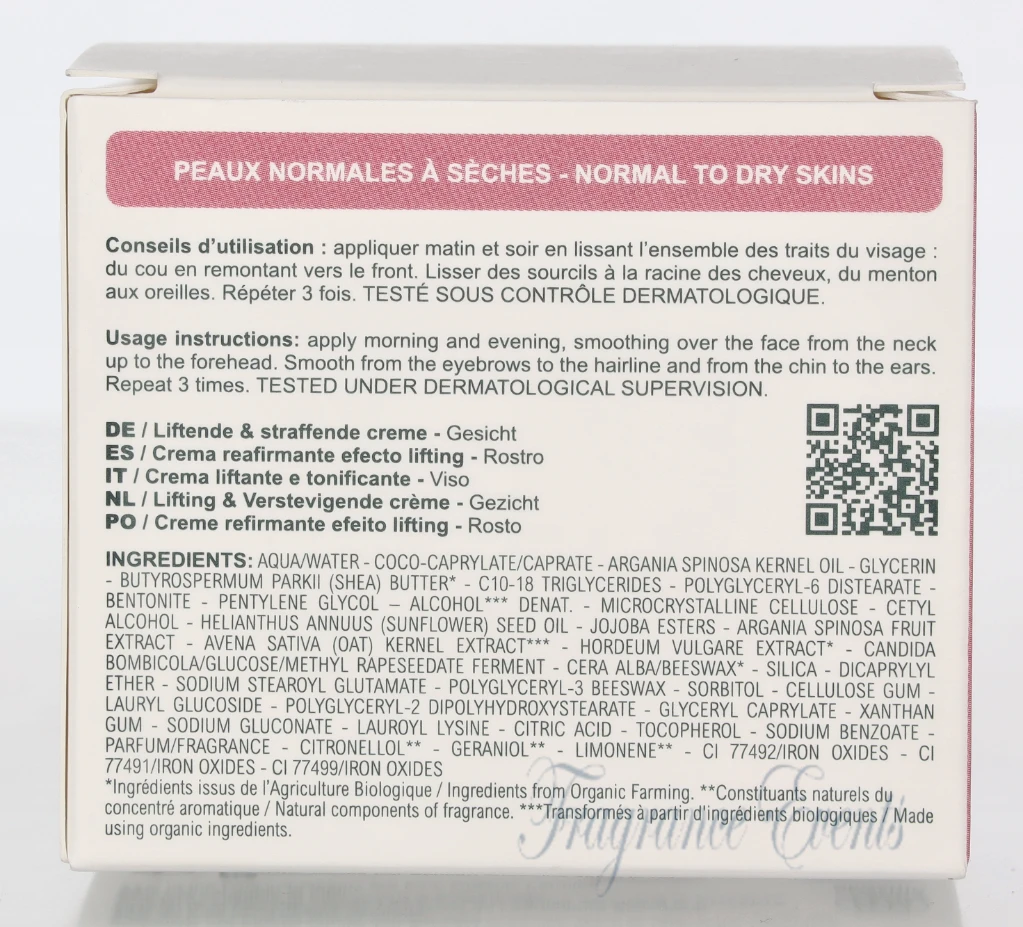 PEAUX NORMALES À SÈCHES - NORMAL TO DRY SKINS
Conseils d'utilisation : appliquer matin et soir en lissant l'ensemble des traits du visage :
du cou en remontant vers le front. Lisser des sourcils à la racine des cheveux, du menton
aux oreilles. Répéter 3 fois. TESTÉ SOUS CONTRÔLE DERMATOLOGIQUE.
Usage instructions: apply morning and evening, smoothing over the face from the neck
up to the forehead. Smooth from the eyebrows to the hairline and from the chin to the ears.
Repeat 3 times. TESTED UNDER DERMATOLOGICAL SUPERVISION.
DE / Liftende & straffende creme - Gesicht
ES / Crema reafirmante efecto lifting - Rostro
IT / Crema liftante e tonificante - Viso
NL / Lifting & Verstevigende crème - Gezicht
PO / Creme refirmante efeito lifting - Rosto
INGREDIENTS: AQUA/WATER - COCO-CAPRYLATE/CAPRATE - ARGANIA SPINOSA KERNEL OIL - GLYCERIN
- BUTYROSPERMUM PARKII (SHEA) BUTTER* - C10-18 TRIGLYCERIDES - POLYGLYCERYL-6 DISTEARATE -
BENTONITE - PENTYLENE GLYCOL – ALCOHOL*** DENAT. - MICROCRYSTALLINE CELLULOSE - CETYL
ALCOHOL - HELIANTHUS ANNUUS (SUNFLOWER) SEED OIL - JOJOBA ESTERS - ARGANIA SPINOSA FRUIT
EXTRACT - AVENA SATIVA (OAT) KERNEL EXTRACT*** - HORDEUM VULGARE EXTRACT* - CANDIDA
BOMBICOLA/GLUCOSE/METHYL RAPESEEDATE FERMENT - CERA ALBA/BEESWAX* - SILICA - DICAPRYLYL
ETHER - SODIUM STEAROYL GLUTAMATE - POLYGLYCERYL-3 BEESWAX - SORBITOL - CELLULOSE GUM -
LAURYL GLUCOSIDE - POLYGLYCERYL-2 DIPOLYHYDROXYSTEARATE - GLYCERYL CAPRYLATE - XANTHAN
GUM - SODIUM GLUCONATE - LAUROYL LYSINE - CITRIC ACID - TOCOPHEROL - SODIUM BENZOATE -
PARFUM/FRAGRANCE - CITRONELLOL** - GERANIOL** - LIMONENE** - CI 77492/IRON OXIDES - CI
77491/IRON OXIDES - CI 77499/IRON OXIDES
*Ingrédients issus de l'Agriculture Biologique / Ingredients from Organic Farming. **Constituants naturels du
concentré aromatique / Natural components of fragrance. ***Transformés à partir d'ingrédients biologiques / Made
using organic ingredients.
Fragrance Events